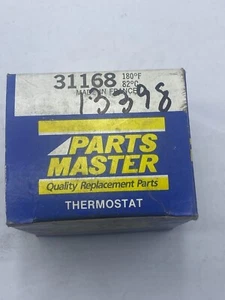 31168 180°F
82°C
MADE IN FRANCE
13398
PARTS
MASTER
Quality Replacement Parts
THERMOSTAT